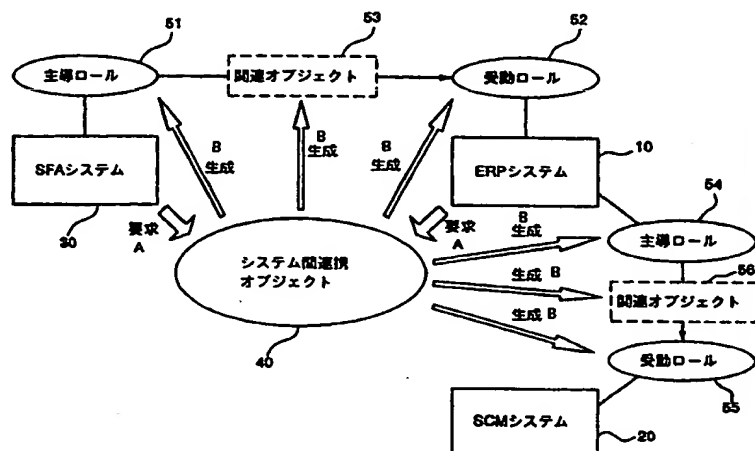 51
53
52
主導ロール
関連オブジェクト
受動ロール
B
生成
B
生成
B
生成
SFAシステム
ERPシステム
10
30
要求
A
要求
A
システム間連携
オブジェクト
40
B
生成
54
主導ロール
生成 B
56
関連オブジェクト
生成 B
受動ロール
55
SCMシステム
20